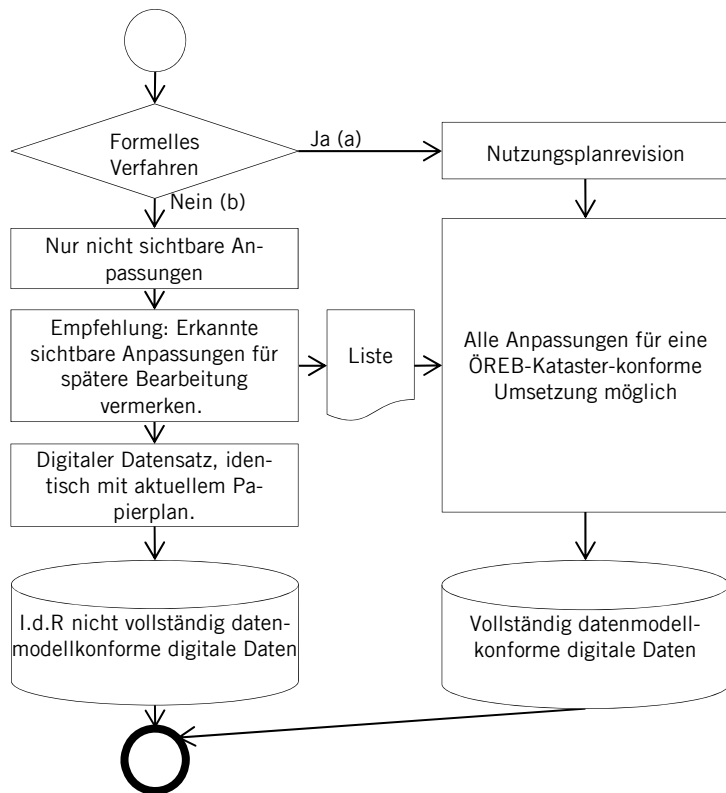 Formelles
Verfahren
Ja (a)
Nutzungsplanrevision
Nein (b)
Nur nicht sichtbare An-
passungen
Empfehlung: Erkannte
sichtbare Anpassungen für
spätere Bearbeitung
vermerken.
Liste
Alle Anpassungen für eine
ÖREB-Kataster-konforme
Umsetzung möglich
Digitaler Datensatz, iden-
tisch mit aktuellem Pa-
pierplan.
I.d.R nicht vollständig daten-
modellkonforme digitale Daten
Vollständig datenmodell-
konforme digitale Daten